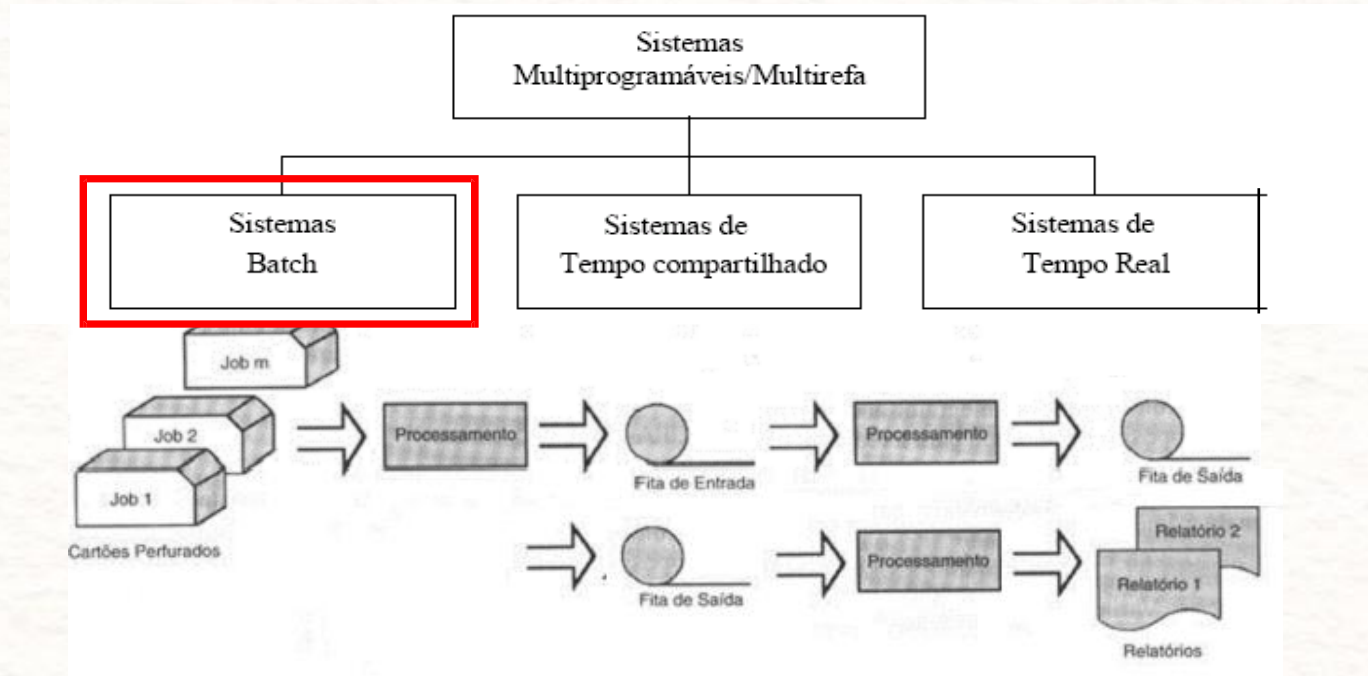 Sistemas
Multiprogramáveis/Multirefa
Sistemas
Batch
Sistemas de
Tempo compartilhado
Sistemas de
Tempo Real
Job m
Job 2
Job 1
Cartões Perfurados
Processamento
Fita de Entrada
Processamento
Fita de Saída
Fita de Saída
Processamento
Relatório 2
Relatório 1
Relatórios